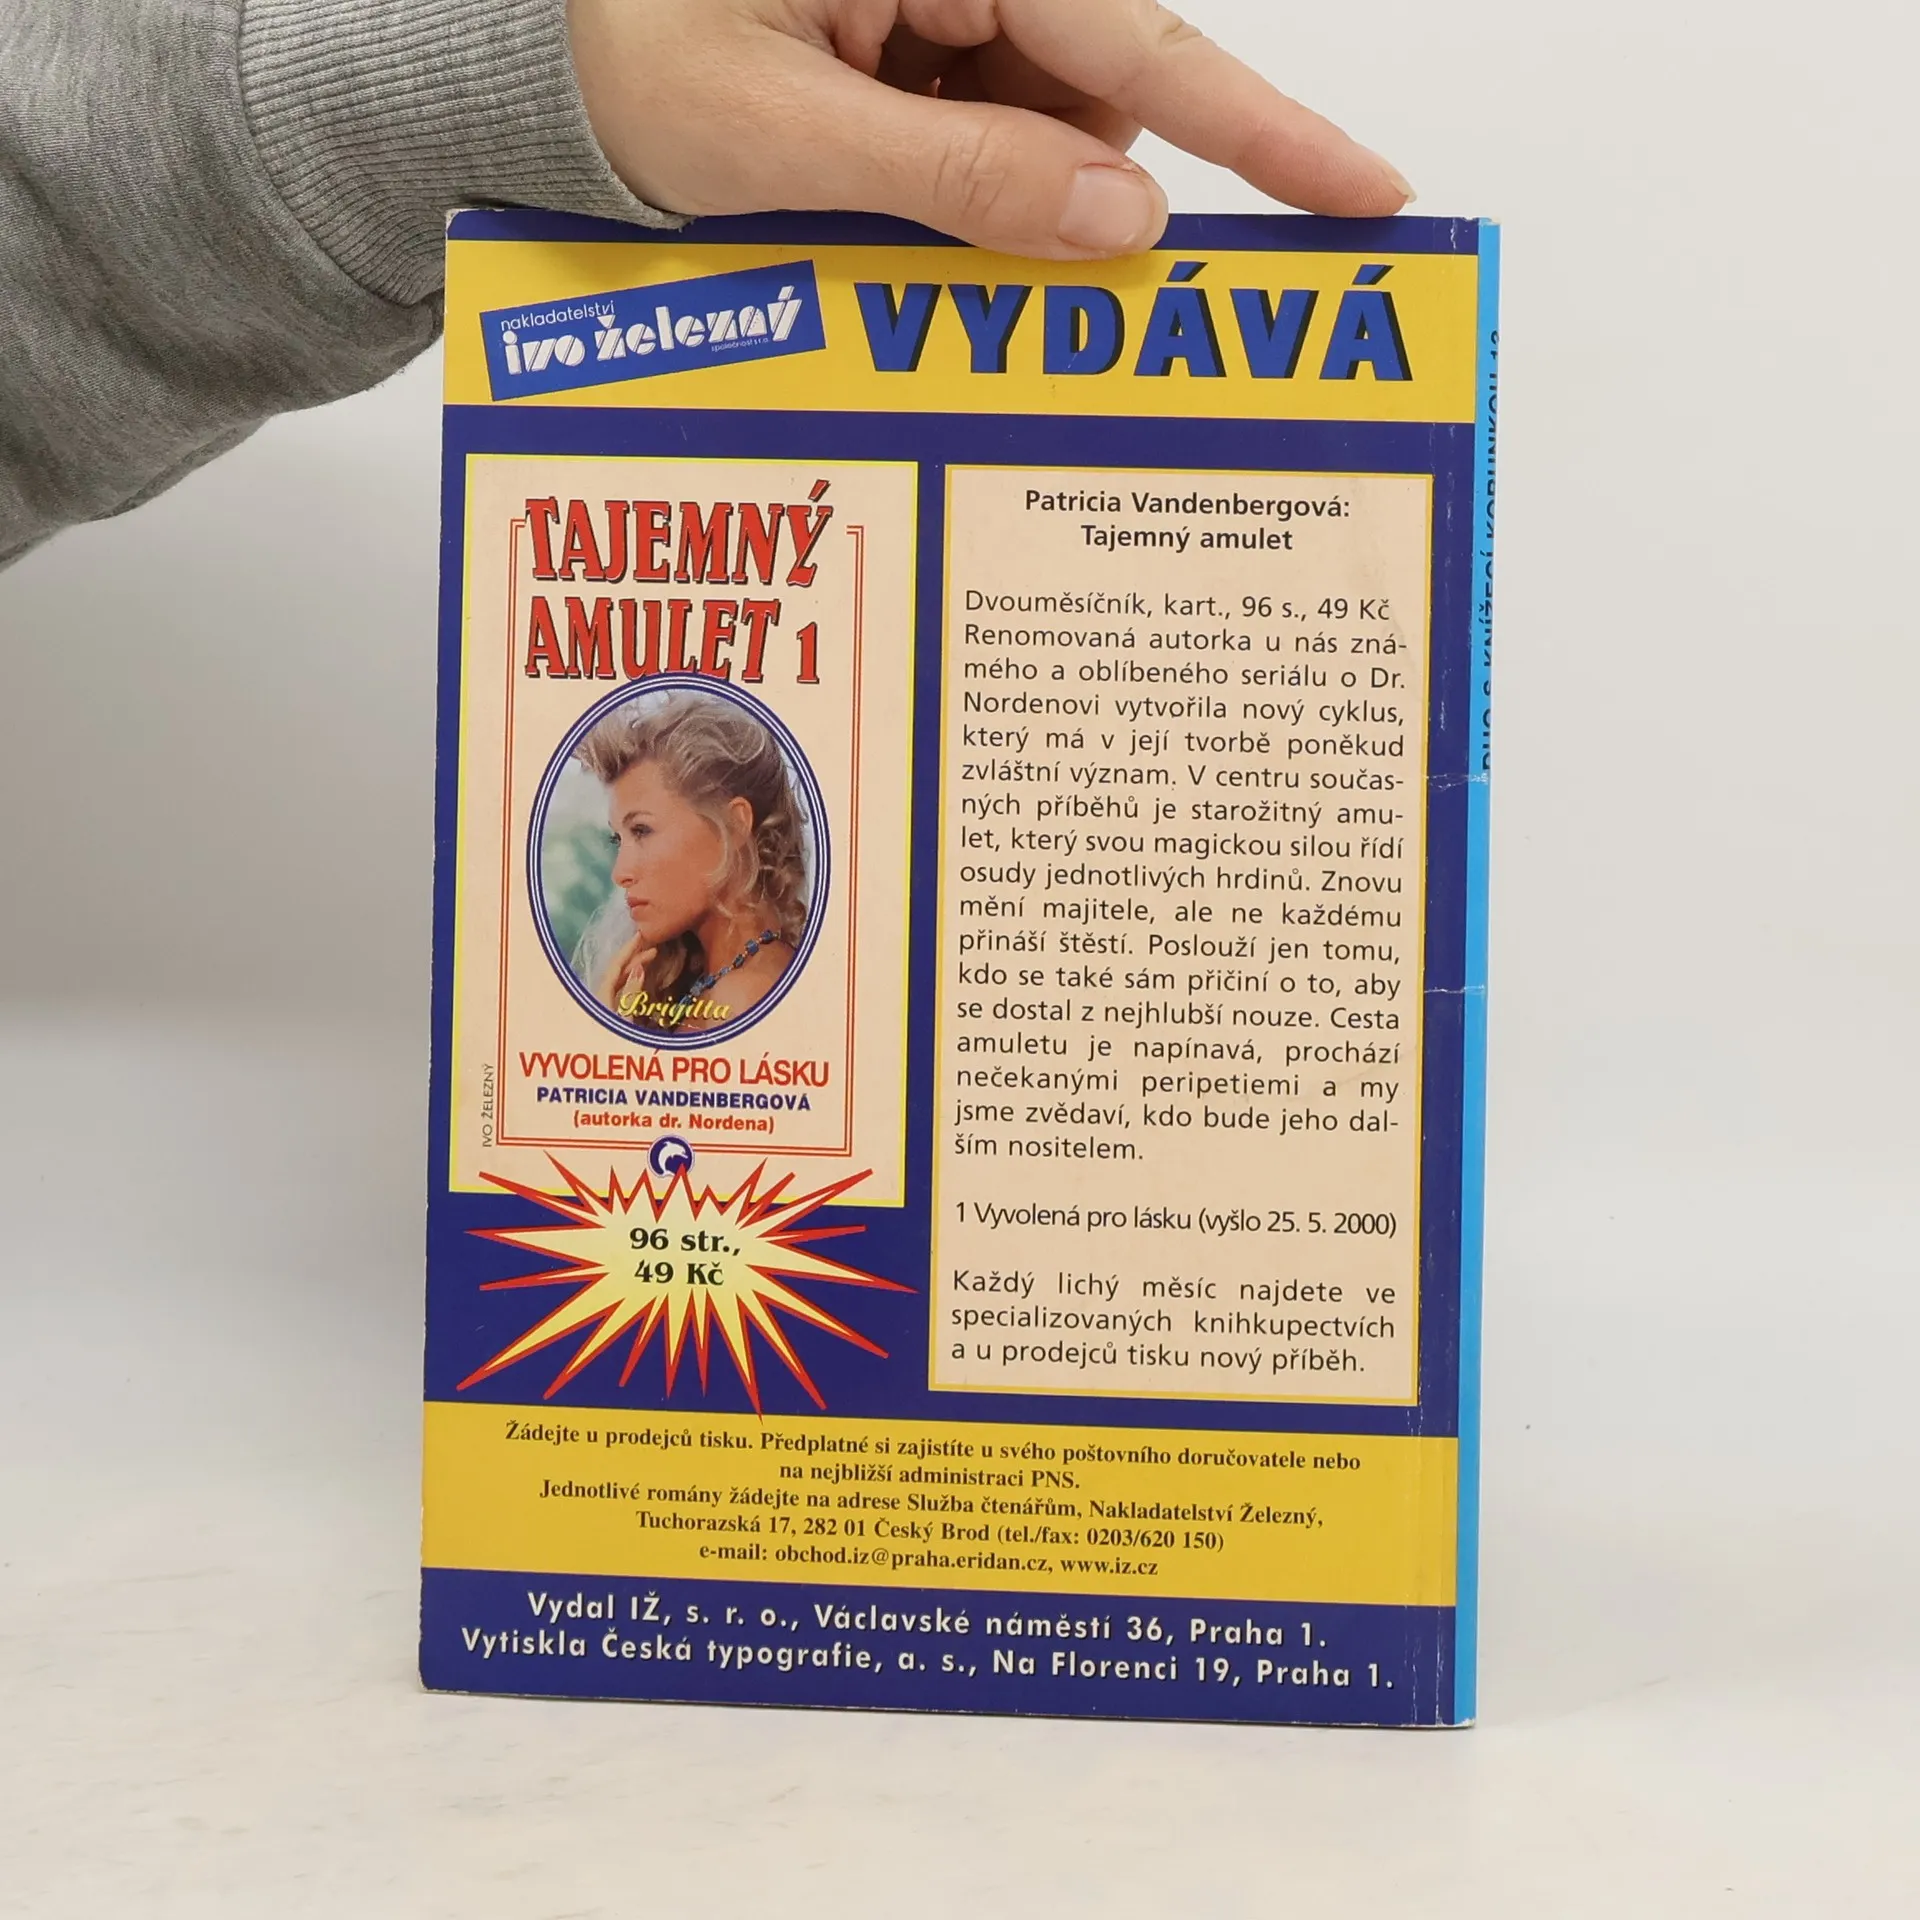 nakladatelství
ivo železný
společnost s r.o.
VYDÁVÁ
TAJEMNÝ
AMULET 1
Brigitta
VYVOLENÁ PRO LÁSKU
PATRICIA VANDENBERGOVÁ
(autorka dr. Nordena)
IVO ŽELEZNÝ
96 str.,
49 Kč
Patricia Vandenbergová:
Tajemný amulet
Dvouměsíčník, kart., 96 s., 49 Kč
Renomovaná autorka u nás zná-
mého a oblíbeného seriálu o Dr.
Nordenovi vytvořila nový cyklus,
který má v její tvorbě poněkud
zvláštní význam. V centru součas-
ných příběhů je starožitný amu-
let, který svou magickou silou řídí
osudy jednotlivých hrdinů. Znovu
mění majitele, ale ne každému
přináší štěstí. Poslouží jen tomu,
kdo se také sám přičiní o to, aby
se dostal z nejhlubší nouze. Cesta
amuletu je napínavá, prochází
nečekanými peripetiemi a my
jsme zvědaví, kdo bude jeho dal-
ším nositelem.
1 Vyvolená pro lásku (vyšlo 25. 5. 2000)
Každý lichý měsíc najdete ve
specializovaných knihkupectvích
a u prodejců tisku nový příběh.
Žádejte u prodejců tisku. Předplatné si zajistíte u svého poštovního doručovatele nebo
na nejbližší administraci PNS.
Jednotlivé romány žádejte na adrese Služba čtenářům, Nakladatelství Železný,
Tuchorazská 17, 282 01 Český Brod (tel./fax: 0203/620 150)
e-mail: obchod.iz@praha.eridan.cz, www.iz.cz
Vydal IŽ, s. r. o., Václavské náměstí 36, Praha 1.
Vytiskla Česká typografie, a. s., Na Florenci 19, Praha 1.
DUO S KNÍŽECÍ KORUNKOU 13